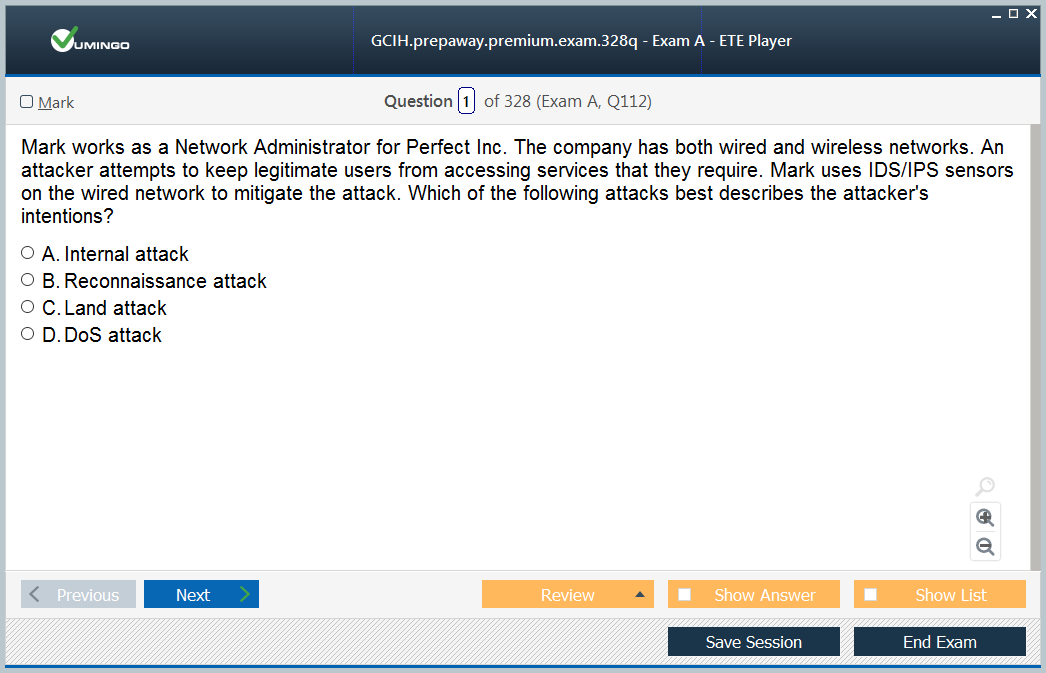 VUMINGO
GCIH.prepaway.premium.exam.328q - Exam A - ETE Player
Mark
Question 1 of 328 (Exam A, Q112)
Mark works as a Network Administrator for Perfect Inc. The company has both wired and wireless networks. An
attacker attempts to keep legitimate users from accessing services that they require. Mark uses IDS/IPS sensors
on the wired network to mitigate the attack. Which of the following attacks best describes the attacker's
intentions?
A. Internal attack
B. Reconnaissance attack
C. Land attack
D. DoS attack
Previous Next Review Show Answer Show List
Save Session End Exam